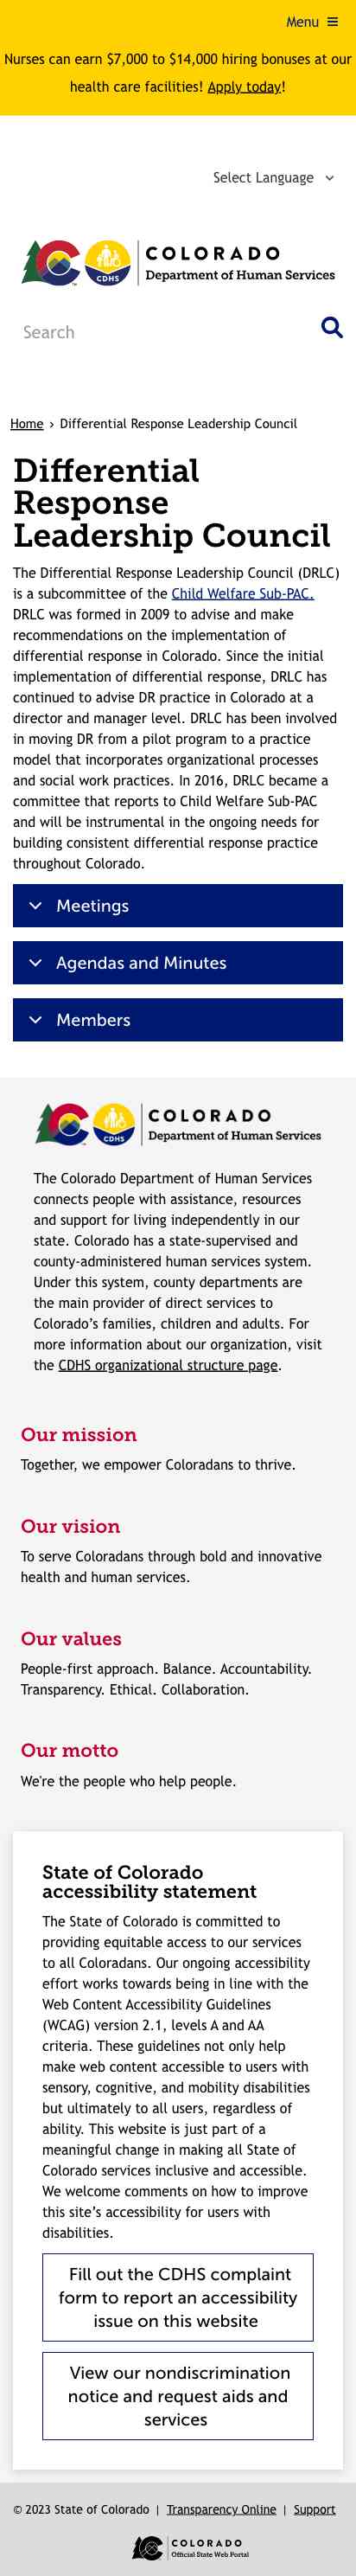 Menu
Nurses can earn $7,000 to $14,000 hiring bonuses at our
health care facilities! Apply today!
Select Language
CDHS
COLORADO
Department of Human Services
Search
Home › Differential Response Leadership Council
Differential
Response
Leadership Council
The Differential Response Leadership Council (DRLC)
is a subcommittee of the Child Welfare Sub-PAC.
DRLC was formed in 2009 to advise and make
recommendations on the implementation of
differential response in Colorado. Since the initial
implementation of differential response, DRLC has
continued to advise DR practice in Colorado at a
director and manager level. DRLC has been involved
in moving DR from a pilot program to a practice
model that incorporates organizational processes
and social work practices. In 2016, DRLC became a
committee that reports to Child Welfare Sub-PAC
and will be instrumental in the ongoing needs for
building consistent differential response practice
throughout Colorado.
Meetings
Agendas and Minutes
Members
CDHS
COLORADO
Department of Human Services
The Colorado Department of Human Services
connects people with assistance, resources
and support for living independently in our
state. Colorado has a state-supervised and
county-administered human services system.
Under this system, county departments are
the main provider of direct services to
Colorado’s families, children and adults. For
more information about our organization, visit
the CDHS organizational structure page.
Our mission
Together, we empower Coloradans to thrive.
Our vision
To serve Coloradans through bold and innovative
health and human services.
Our values
People-first approach. Balance. Accountability.
Transparency. Ethical. Collaboration.
Our motto
We're the people who help people.
State of Colorado
accessibility statement
The State of Colorado is committed to
providing equitable access to our services
to all Coloradans. Our ongoing accessibility
effort works towards being in line with the
Web Content Accessibility Guidelines
(WCAG) version 2.1, levels A and AA
criteria. These guidelines not only help
make web content accessible to users with
sensory, cognitive, and mobility disabilities
but ultimately to all users, regardless of
ability. This website is just part of a
meaningful change in making all State of
Colorado services inclusive and accessible.
We welcome comments on how to improve
this site’s accessibility for users with
disabilities.
Fill out the CDHS complaint
form to report an accessibility
issue on this website
View our nondiscrimination
notice and request aids and
services
© 2023 State of Colorado | Transparency Online | Support
COLORADO
Official State Web Portal